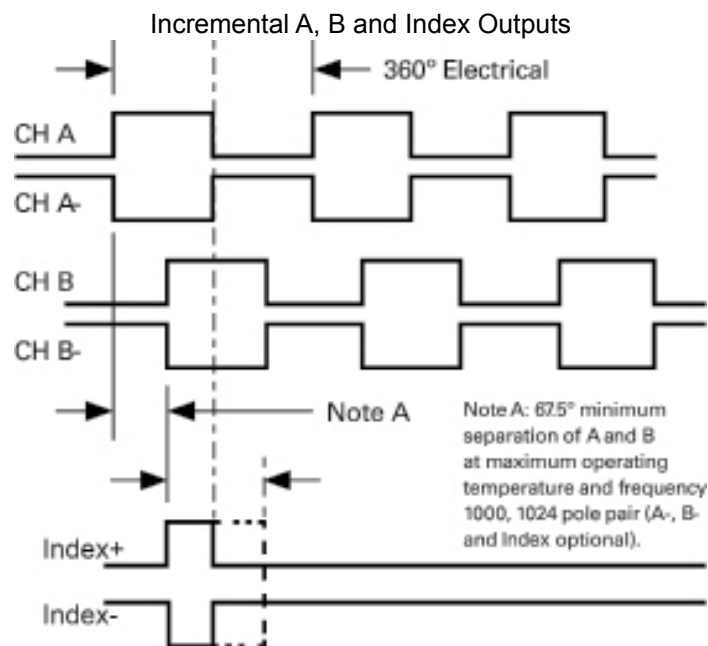 Incremental A, B and Index Outputs
360° Electrical
CH A
CH A-
CH B
CH B-
Note A
Note A: 67.5° minimum
separation of A and B
at maximum operating
temperature and frequency
1000, 1024 pole pair (A-, B-
and Index optional).
Index+
Index-